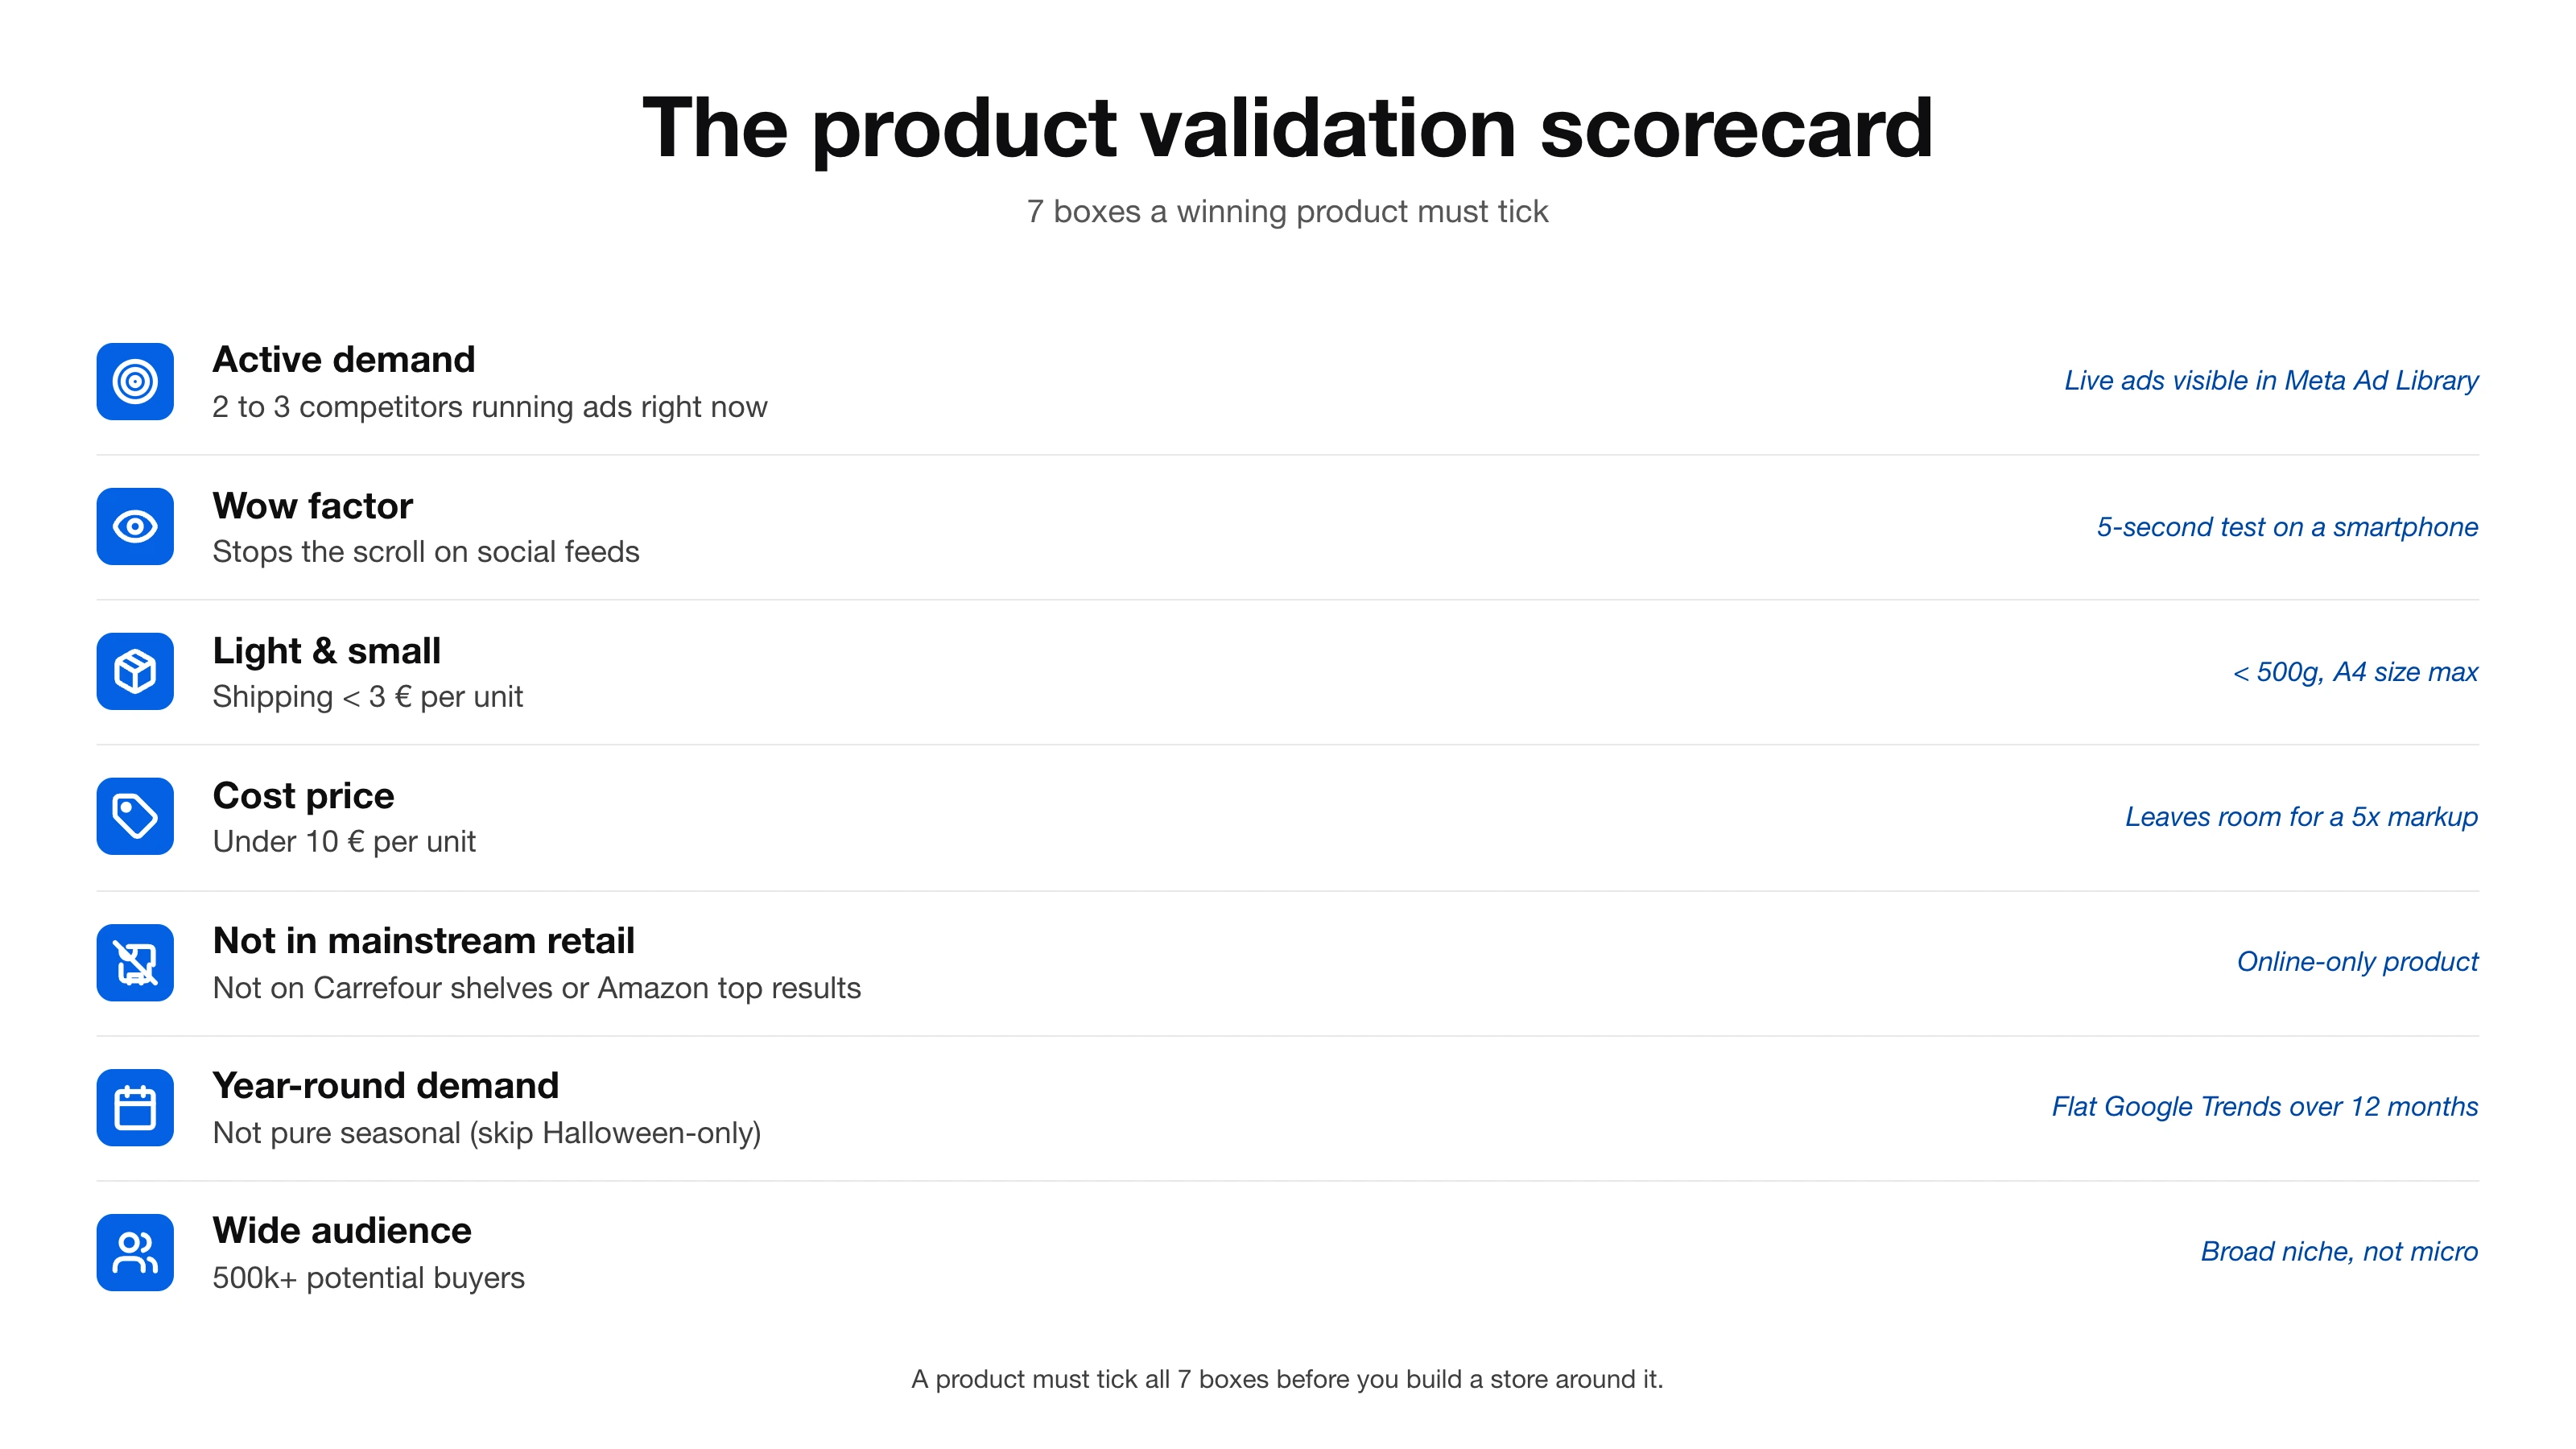 The product validation scorecard
7 boxes a winning product must tick
Active demand
2 to 3 competitors running ads right now
Live ads visible in Meta Ad Library
Wow factor
Stops the scroll on social feeds
5-second test on a smartphone
Light & small
Shipping < 3 € per unit
< 500g, A4 size max
Cost price
Under 10 € per unit
Leaves room for a 5x markup
Not in mainstream retail
Not on Carrefour shelves or Amazon top results
Online-only product
Year-round demand
Not pure seasonal (skip Halloween-only)
Flat Google Trends over 12 months
Wide audience
500k+ potential buyers
Broad niche, not micro
A product must tick all 7 boxes before you build a store around it.